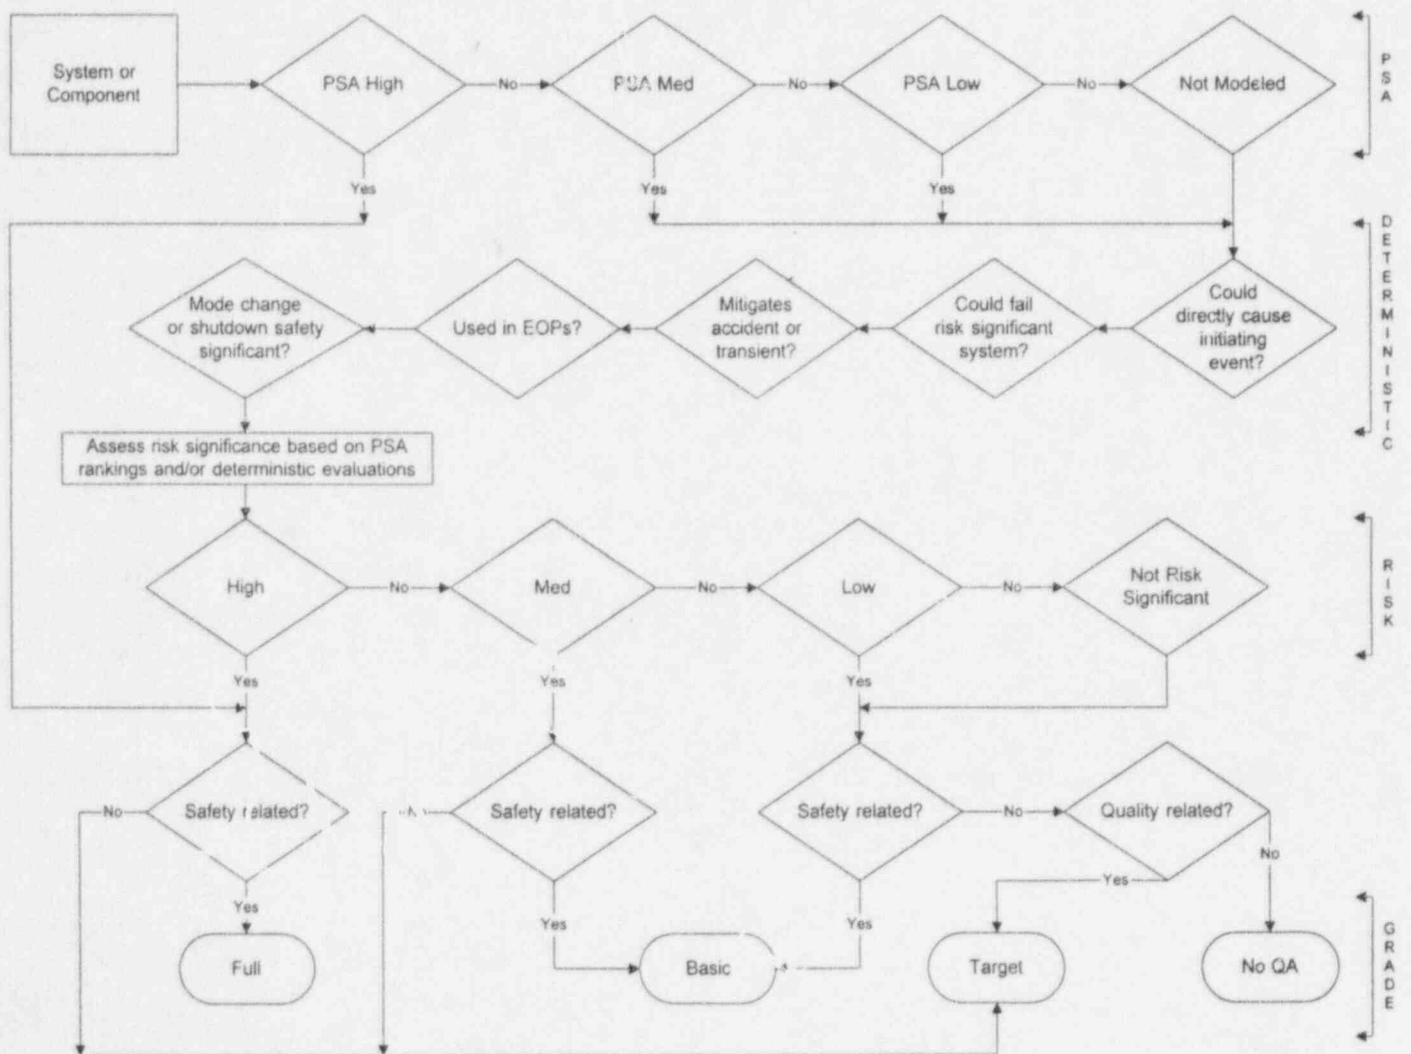 System or
Component
PSA High
No
PSA Med
No
PSA Low
No
Not Modeled
PSA
Yes
Yes
Yes
DETERMINISTIC
Mode change
or shutdown safety
significant?
Used in EOPs?
Mitigates
accident or
transient?
Could fail
risk significant
system?
Could
directly cause
initiating
event?
Assess risk significance based on PSA
rankings and/or deterministic evaluations
High
No
Med
No
Low
No
Not Risk
Significant
RISK
Yes
Yes
Yes
No
Safety related?
Safety related?
Safety related?
No
Quality related?
No
Yes
Yes
Yes
Yes
GRADE
Full
Basic
Target
No QA